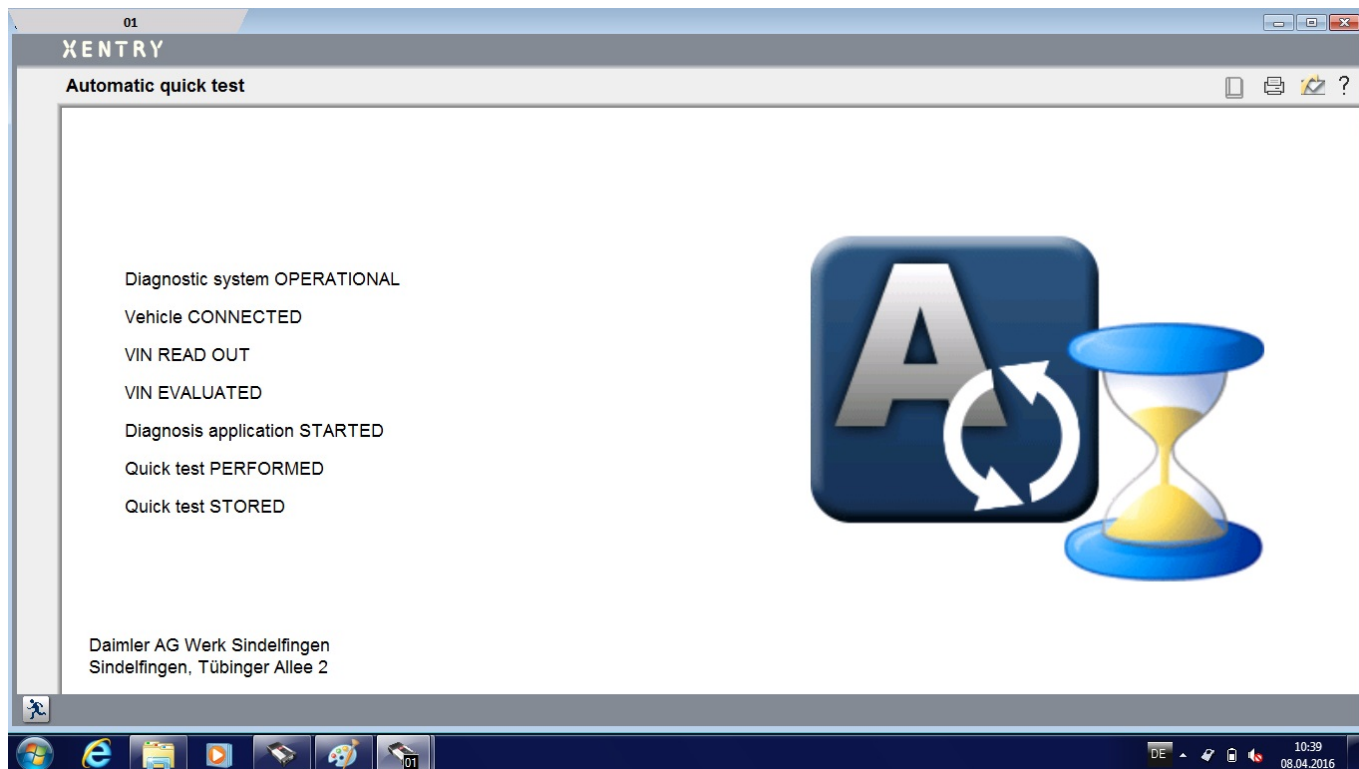 01
XENTRY
Automatic quick test
?
Diagnostic system OPERATIONAL
Vehicle CONNECTED
VIN READ OUT
VIN EVALUATED
Diagnosis application STARTED
Quick test PERFORMED
Quick test STORED
A
Daimler AG Werk Sindelfingen
Sindelfingen, Tübinger Allee 2
01
DE
10:39
08.04.2016